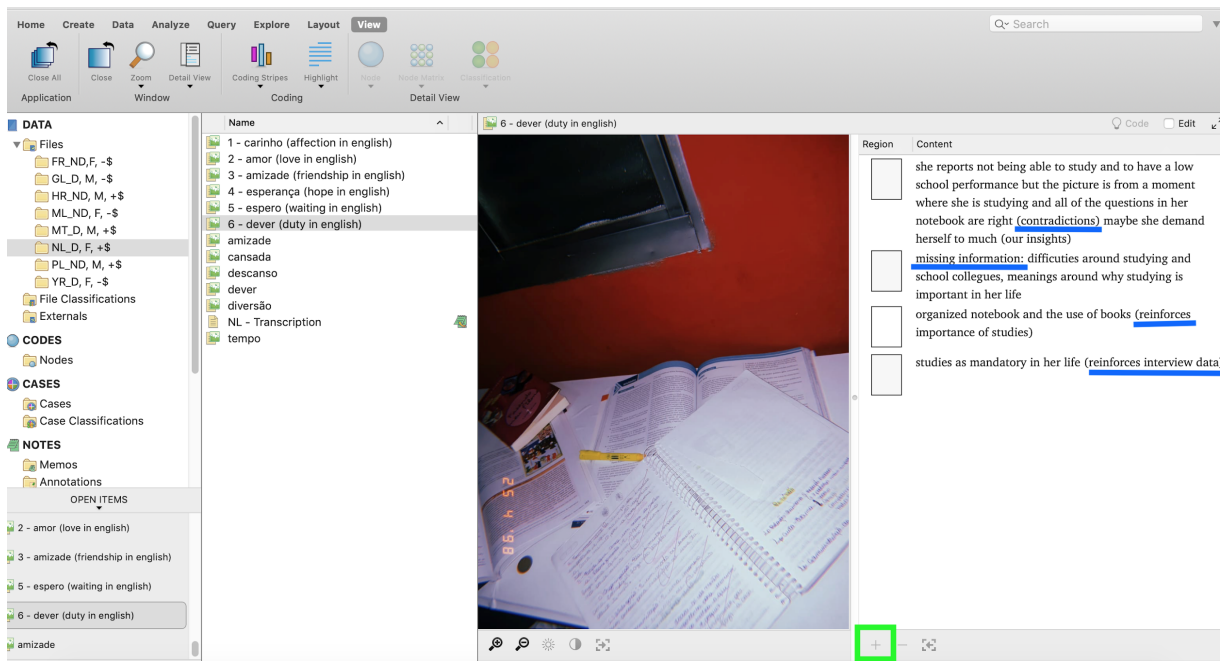 Home Create Data Analyze Query Explore Layout View
Search
Close All Close Zoom Detail View Coding Stripes Highlight Node Node Matrix Classification
Application Window Coding Detail View
DATA
Files
FR_ND,F, -$
GL_D, M, -$
HR_ND, M, +$
ML_ND, F, -$
MT_D, M, +$
NL_D, F, +$
PL_ND, M, +$
YR_D, F, -$
File Classifications
Externals
CODES
Nodes
CASES
Cases
Case Classifications
NOTES
Memos
Annotations
OPEN ITEMS
2 - amor (love in english)
3 - amizade (friendship in english)
5 - espero (waiting in english)
6 - dever (duty in english)
amizade
Name
1 - carinho (affection in english)
2 - amor (love in english)
3 - amizade (friendship in english)
4 - esperança (hope in english)
5 - espero (waiting in english)
6 - dever (duty in english)
amizade
cansada
descanso
dever
diversão
NL - Transcription
tempo
6 - dever (duty in english)
Code Edit
25 4 98
Region Content
she reports not being able to study and to have a low
school performance but the picture is from a moment
where she is studying and all of the questions in her
notebook are right (contradictions) maybe she demand
herself to much (our insights)
missing information: difficuties around studying and
school collegues, meanings around why studying is
important in her life
organized notebook and the use of books (reinforces
importance of studies)
studies as mandatory in her life (reinforces interview data)